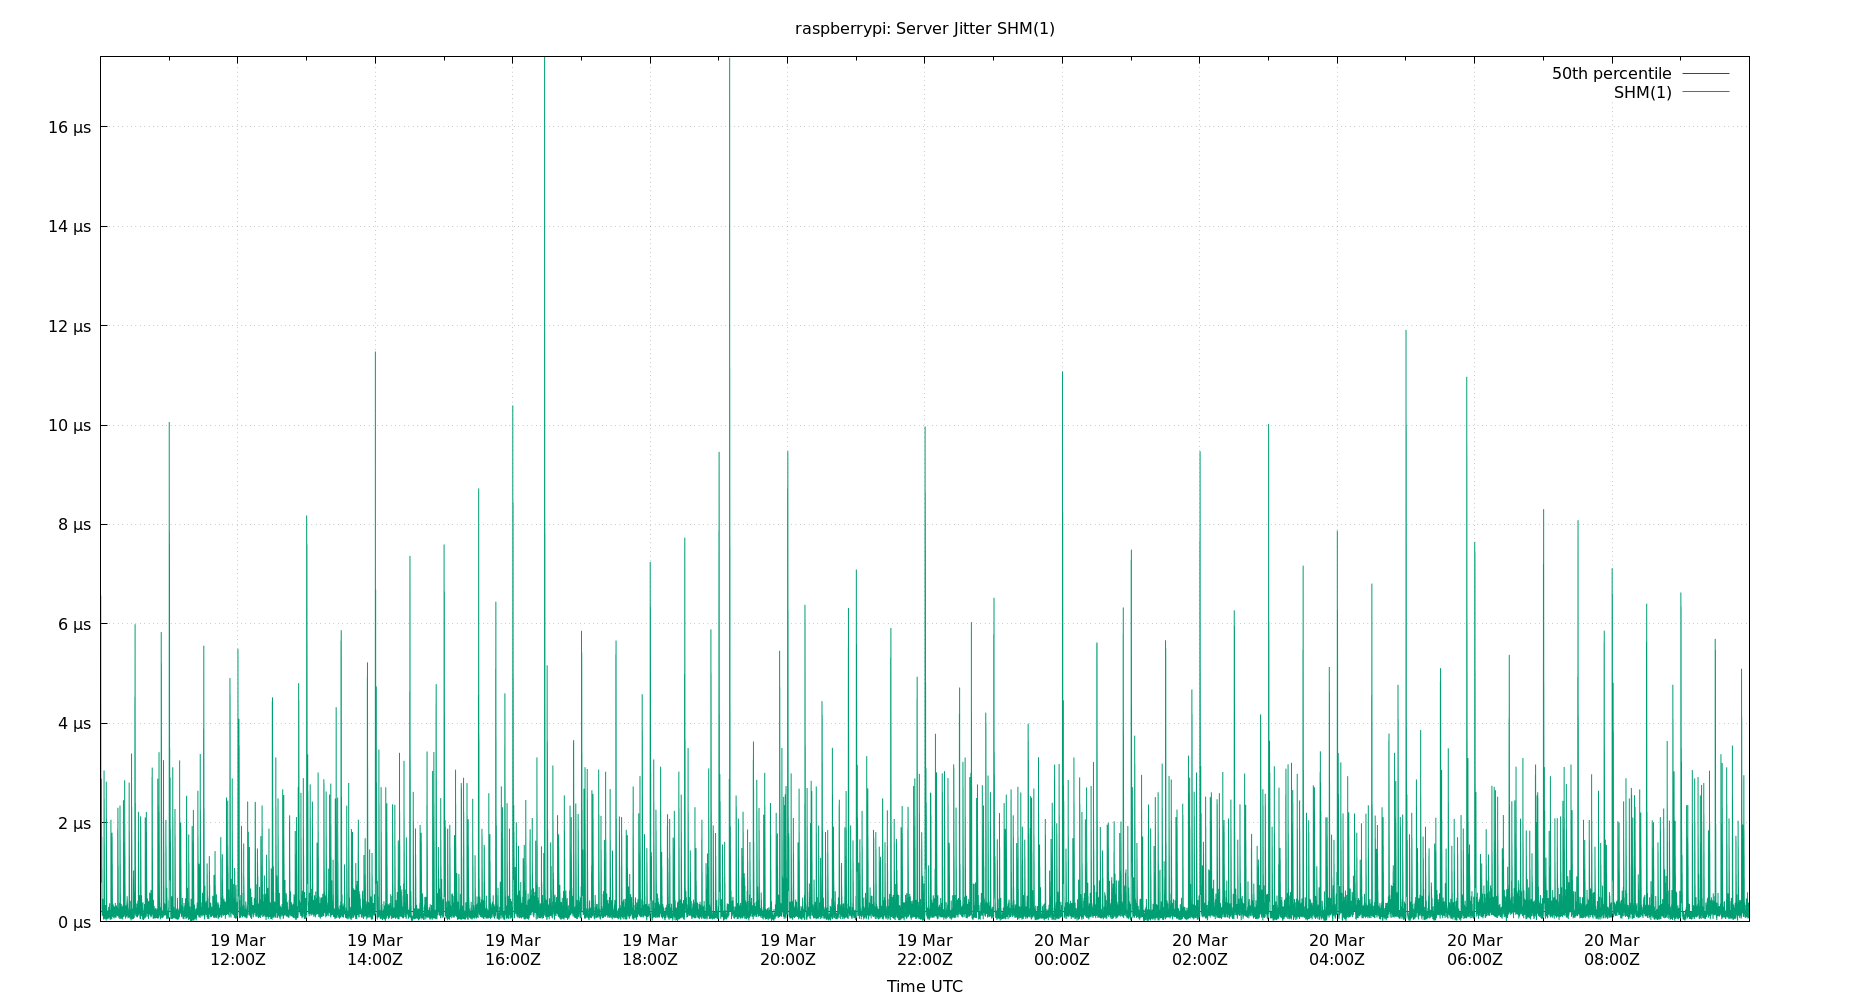 raspberrypi: Server Jitter SHM(1)
50th percentile
SHM(1)
16 µs
14 µs
12 µs
10 µs
8 µs
6 µs
4 µs
2 µs
0 µs
19 Mar 19 Mar 19 Mar 19 Mar 19 Mar 19 Mar 20 Mar 20 Mar 20 Mar 20 Mar 20 Mar
12:00Z 14:00Z 16:00Z 18:00Z 20:00Z 22:00Z 00:00Z 02:00Z 04:00Z 06:00Z 08:00Z
Time UTC